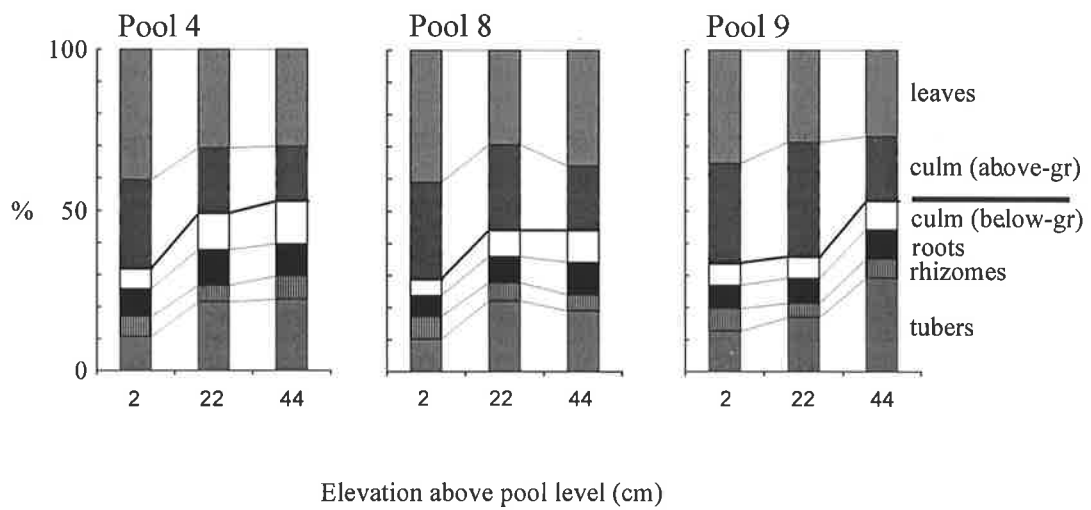 Pool 4
Pool 8
Pool 9
100
leaves
culm (above-gr)
%
50
culm (below-gr)
roots
rhizomes
tubers
0
2
22
44
2
22
44
2
22
44
Elevation above pool level (cm)